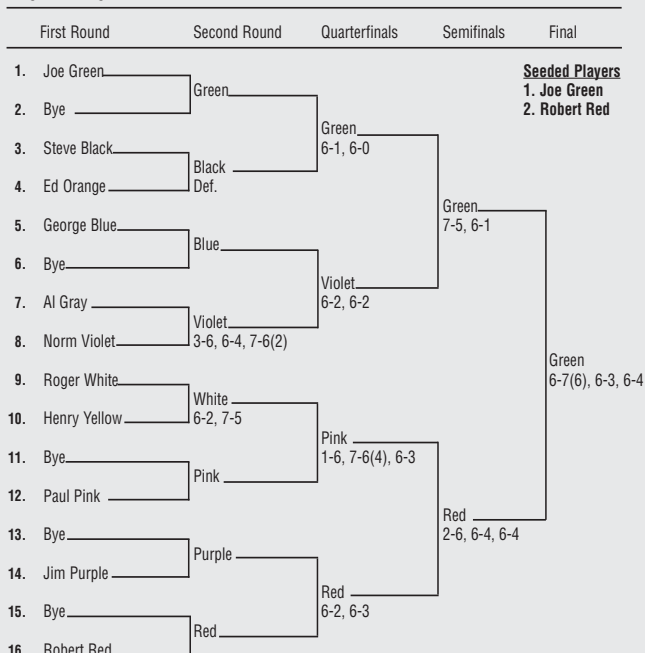 First Round Second Round Quarterfinals Semifinals Final
Seeded Players
1. Joe Green
2. Robert Red
1. Joe Green
2. Bye
3. Steve Black
4. Ed Orange
5. George Blue
6. Bye
7. Al Gray
8. Norm Violet
9. Roger White
10. Henry Yellow
11. Bye
12. Paul Pink
13. Bye
14. Jim Purple
15. Bye
16. Robert Red
Green
Black
Def.
Blue
Violet
3-6, 6-4, 7-6(2)
White
6-2, 7-5
Pink
Purple
Red
Green
6-1, 6-0
Violet
6-2, 6-2
Pink
1-6, 7-6(4), 6-3
Red
6-2, 6-3
Green
7-5, 6-1
Red
2-6, 6-4, 6-4
Green
6-7(6), 6-3, 6-4